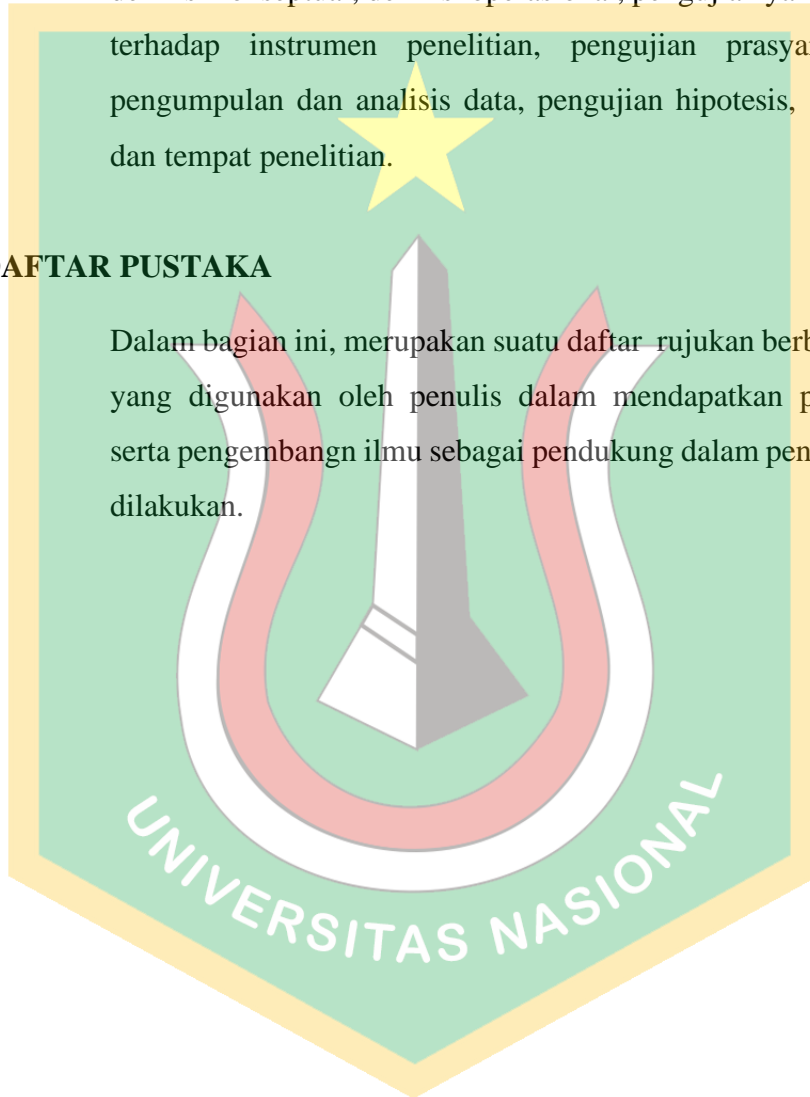 terhadap instrumen penelitian, pengujian
pengumpulan dan analisis data, pengujian hipotesis,
dan tempat penelitian.
AFTAR PUSTAKA
Dalam bagian ini, merupakan suatu daftar rujukan
yang digunakan oleh penulis dalam mendapatkan
serta pengembangn ilmu sebagai pendukung dalam
dilakukan.
UNIVERSITAS NASIONAL